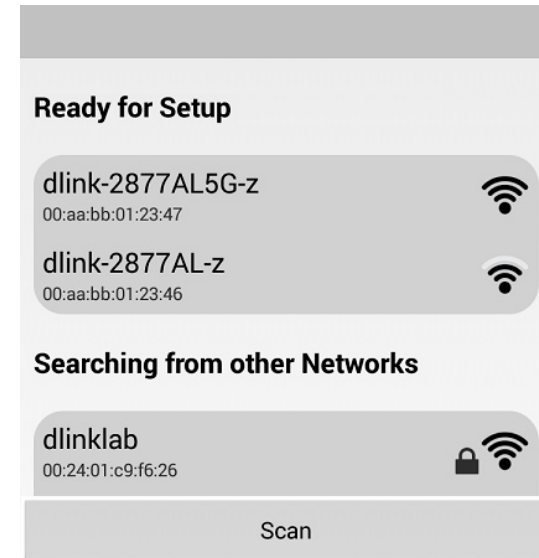 Ready for Setup
dlink-2877AL5G-z
00:aa:bb:01:23:47
dlink-2877AL-z
00:aa:bb:01:23:46
Searching from other Networks
dlinklab
00:24:01:c9:f6:26
Scan